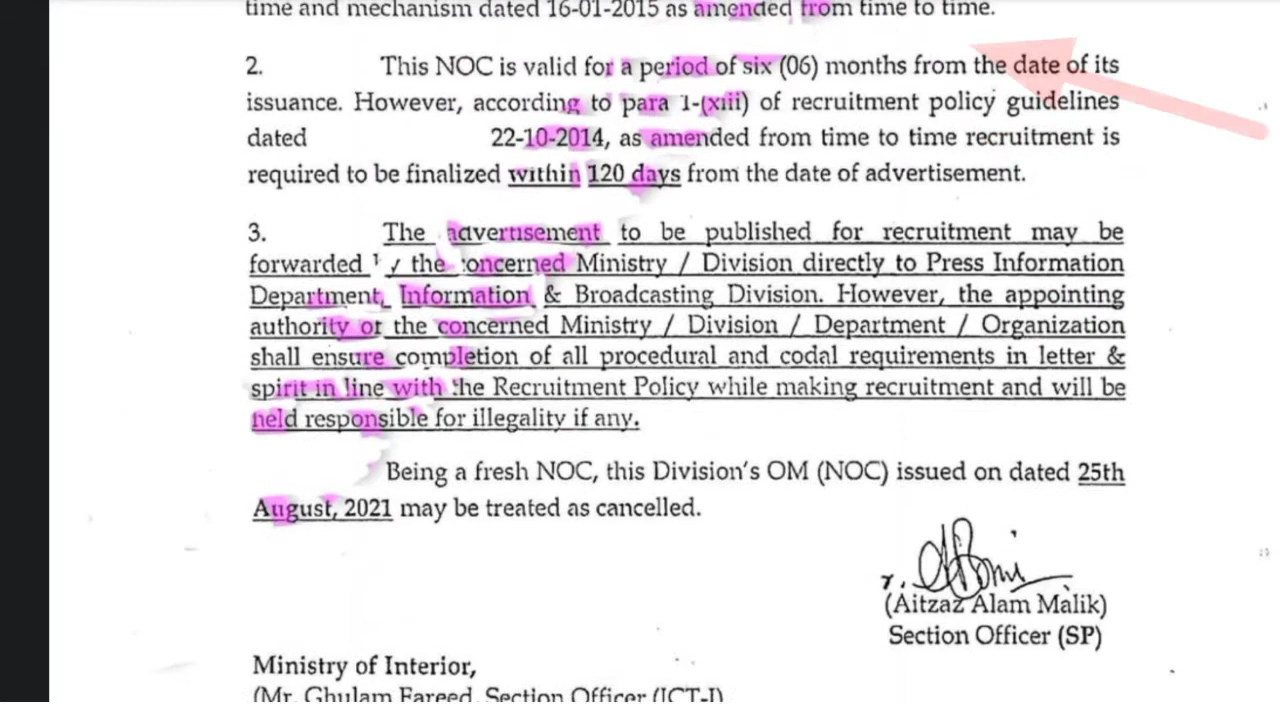 time and mechanism dated 16-01-2015 as amended from time to time.
2. This NOC is valid for a period of six (06) months from the date of its
issuance. However, according to para 1-(xiii) of recruitment policy guidelines
dated 22-10-2014, as amended from time to time recruitment is
required to be finalized within 120 days from the date of advertisement.
3. The advertisement to be published for recruitment may be
forwarded the concerned Ministry / Division directly to Press Information
Department, Information & Broadcasting Division. However, the appointing
authority of the concerned Ministry / Division / Department / Organization
shall ensure completion of all procedural and codal requirements in letter &
spirit in line with the Recruitment Policy while making recruitment and will be
held responsible for illegality if any.
Being a fresh NOC, this Division's OM (NOC) issued on dated 25th
August, 2021 may be treated as cancelled.
(Aitzaz Alam Malik)
Section Officer (SP)
Ministry of Interior,
(Mr. Ghulam Fareed, Section Officer (ICT-I)